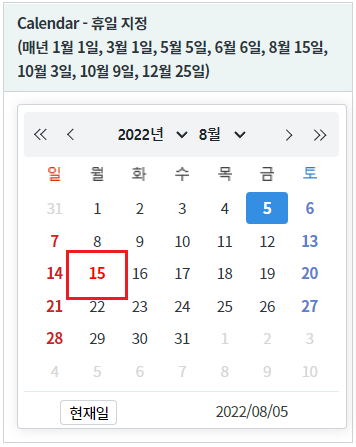 Calendar - 휴일 지정
(매년 1월 1일, 3월 1일, 5월 5일, 6월 6일, 8월 15일,
10월 3일, 10월 9일, 12월 25일)
2022년 8월
일 월 화 수 목 금 토
31 1 2 3 4 5 6
7 8 9 10 11 12 13
14 15 16 17 18 19 20
21 22 23 24 25 26 27
28 29 30 31 1 2 3
4 5 6 7 8 9 10
현재일 2022/08/05